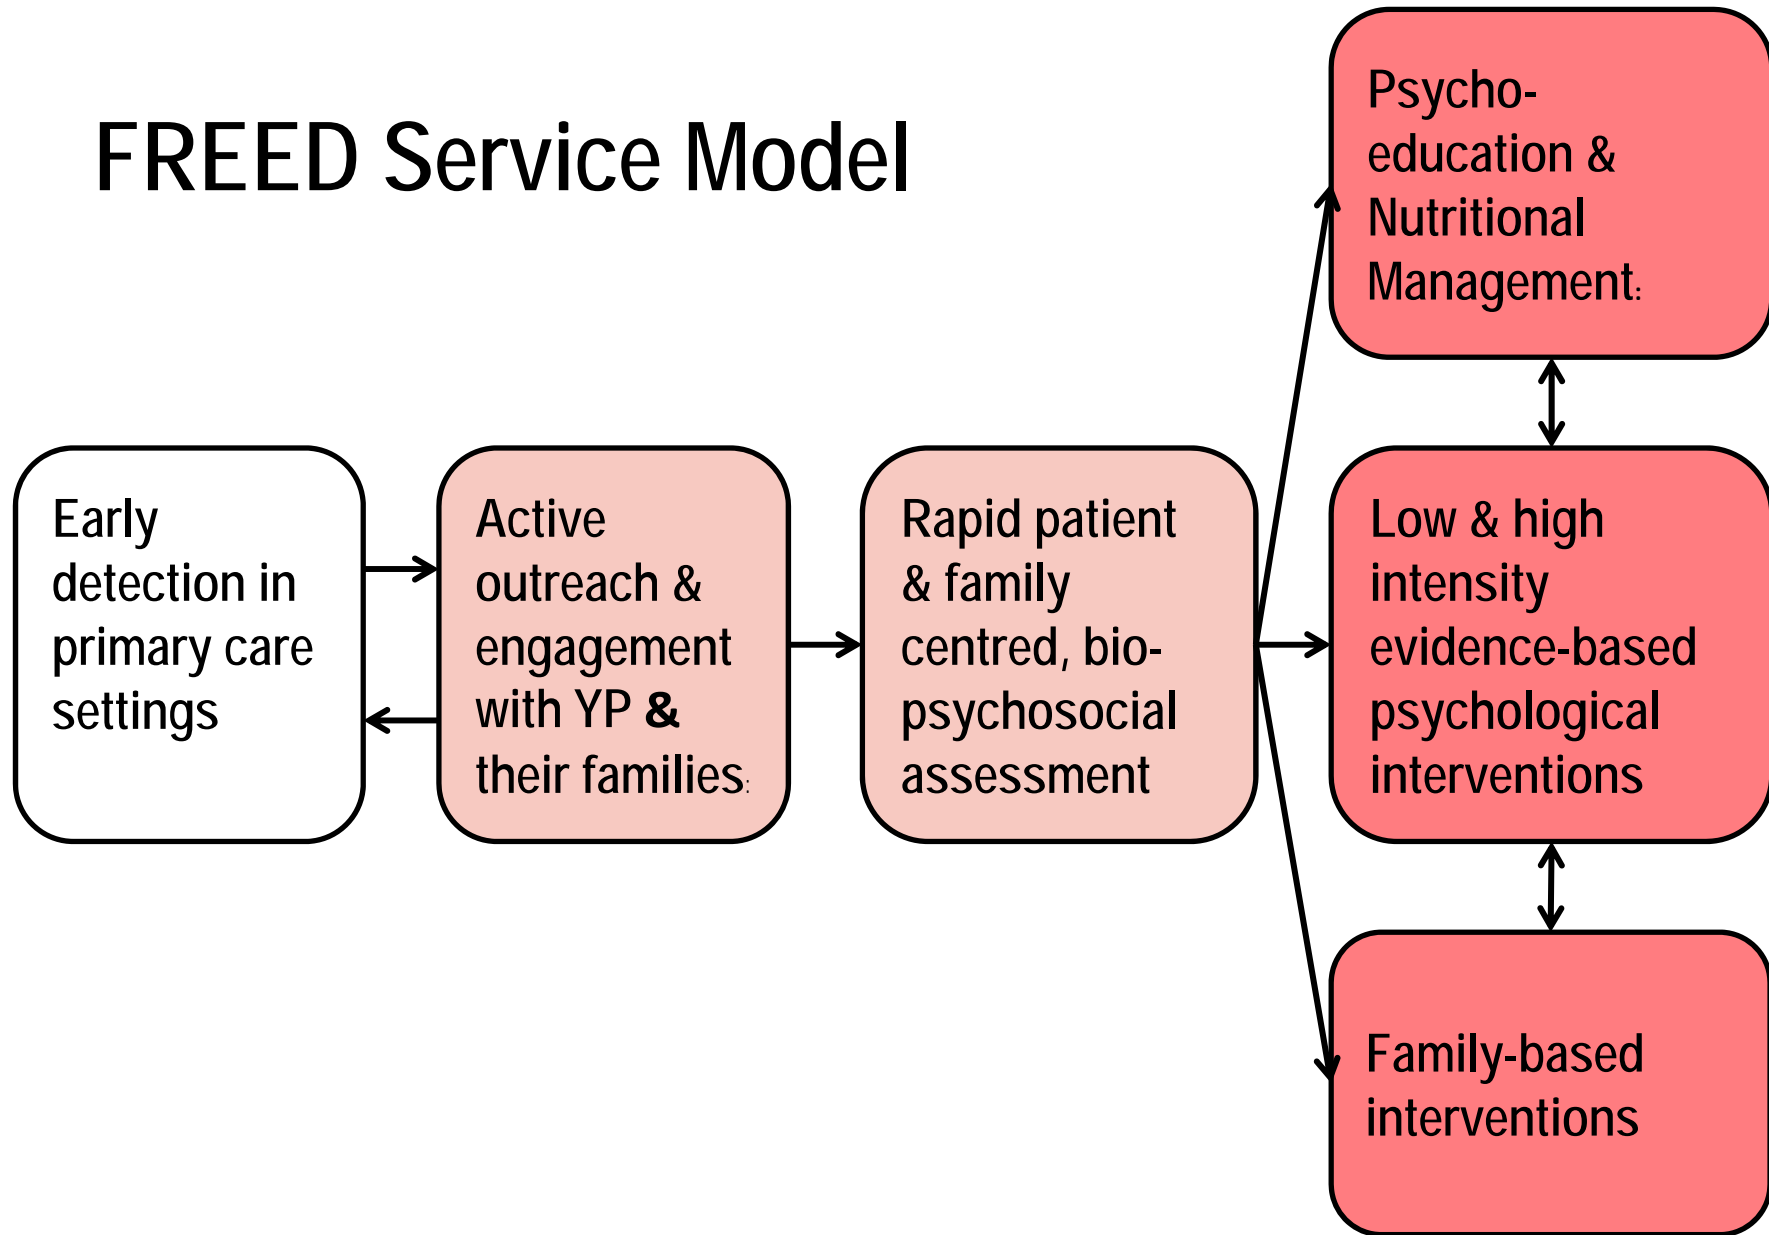 FREED Service Model
Psycho-
education &
Nutritional
Management:
Early
detection in
primary care
settings
Active
outreach &
engagement
with YP &
their families:
Rapid patient
& family
centred, bio-
psychosocial
assessment
Low & high
intensity
evidence-based
psychological
interventions
Family-based
interventions